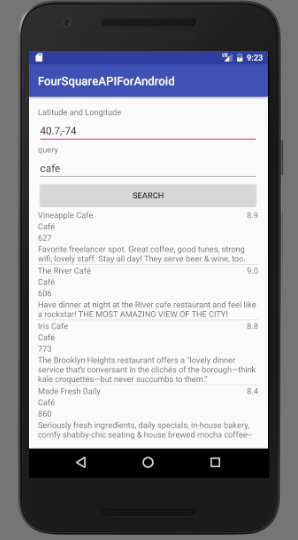 9:23
FourSquareAPIForAndroid
Latitude and Longitude
40.7,-74
query
cafe
SEARCH
Vineapple Cafe 8.9
Café
627
Favorite freelancer spot. Great coffee, good tunes, strong
wifi, lovely staff. Stay all day! They serve beer & wine, too.
The River Café 9.0
Café
606
Have dinner at night at the River cafe restaurant and feel like
a rockstar! THE MOST AMAZING VIEW OF THE CITY!
Iris Cafe 8.8
Café
773
The Brooklyn Heights restaurant offers a "lovely dinner
service that's conversant in the clichés of the borough—think
kale croquettes—but never succumbs to them."
Made Fresh Daily 8.4
Café
860
Seriously fresh ingredients, daily specials, in-house bakery,
comfy shabby-chic seating & house brewed mocha coffee--